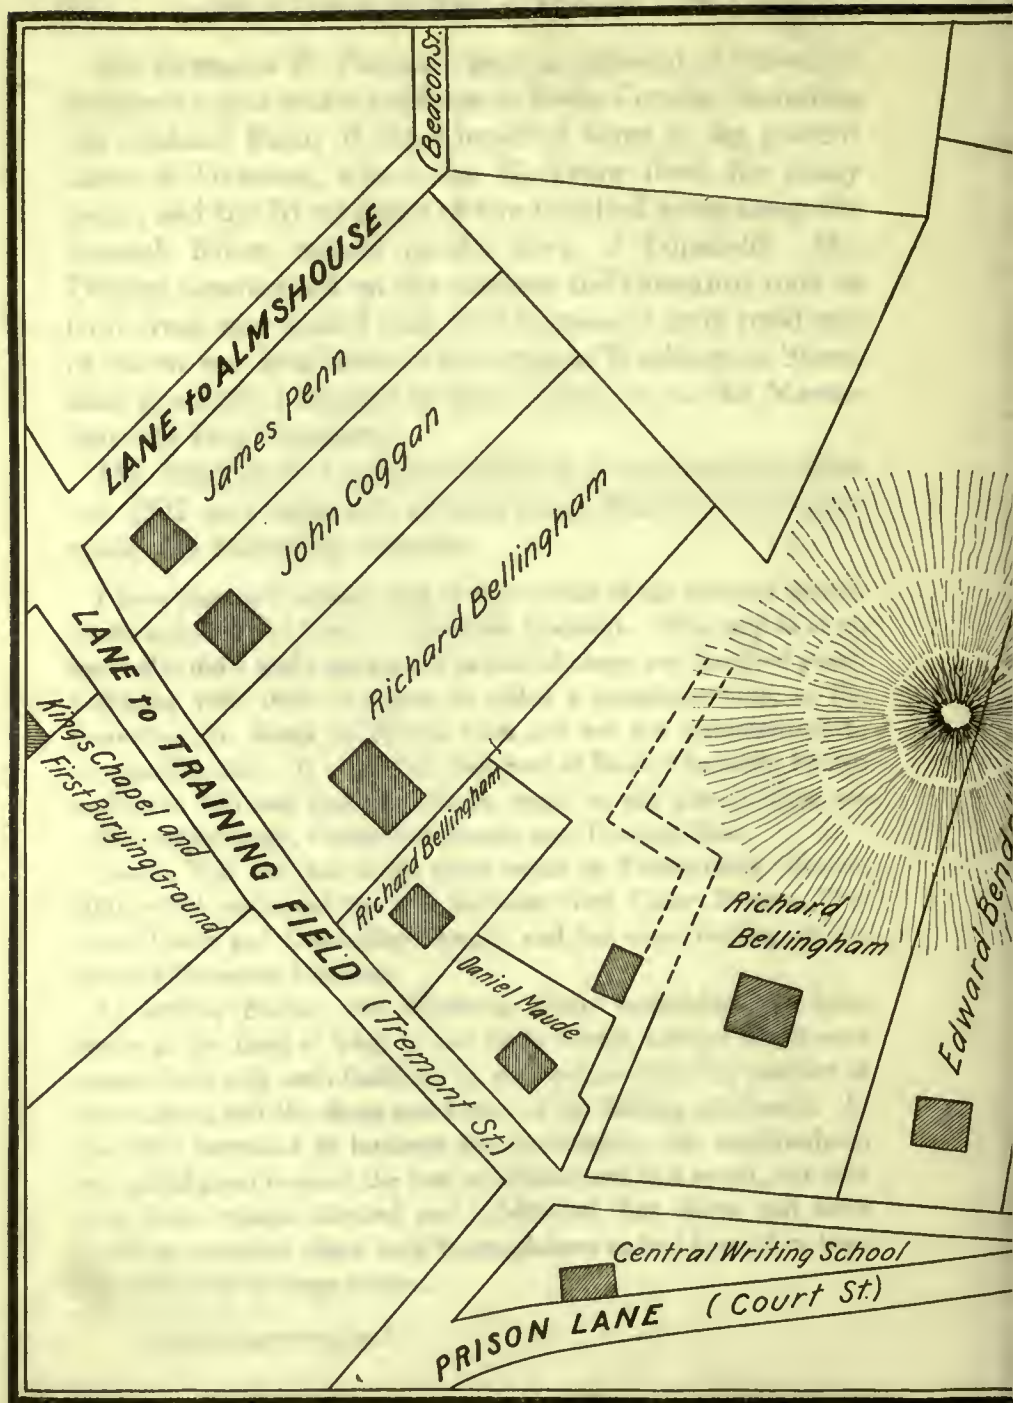 (Beacon St.
LANE to ALMSHOUSE
James Penn
John Coggan
Richard Bellingham
LANE to TRAINING FIELD (Tremont St.)
Kings Chapel and
First Burying Ground
Richard Bellingham
Daniel Maude
Richard
Bellingham
Edward
Central Writing School
PRISON LANE (Court St.)